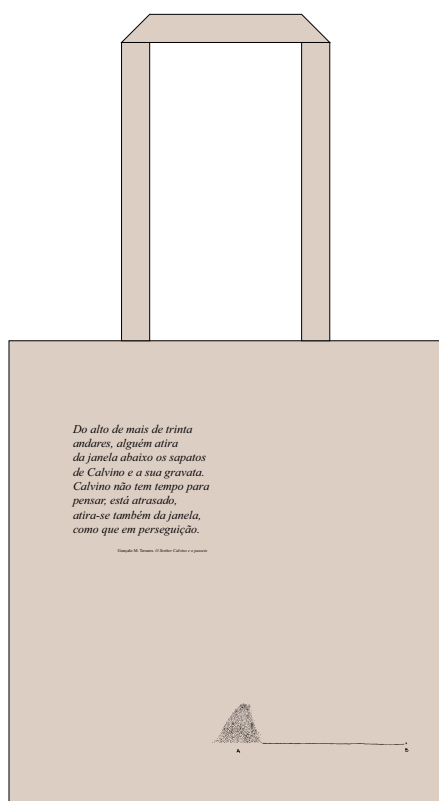 Do alto de mais de trinta
andares, alguém atira
da janela abaixo os sapatos
de Calvino e a sua gravata.
Calvino não tem tempo para
pensar, está atrasado,
atira-se também da janela,
como que em perseguição.
Gonçalo M. Tavares. O Senhor Calvino e o passeio
A
B